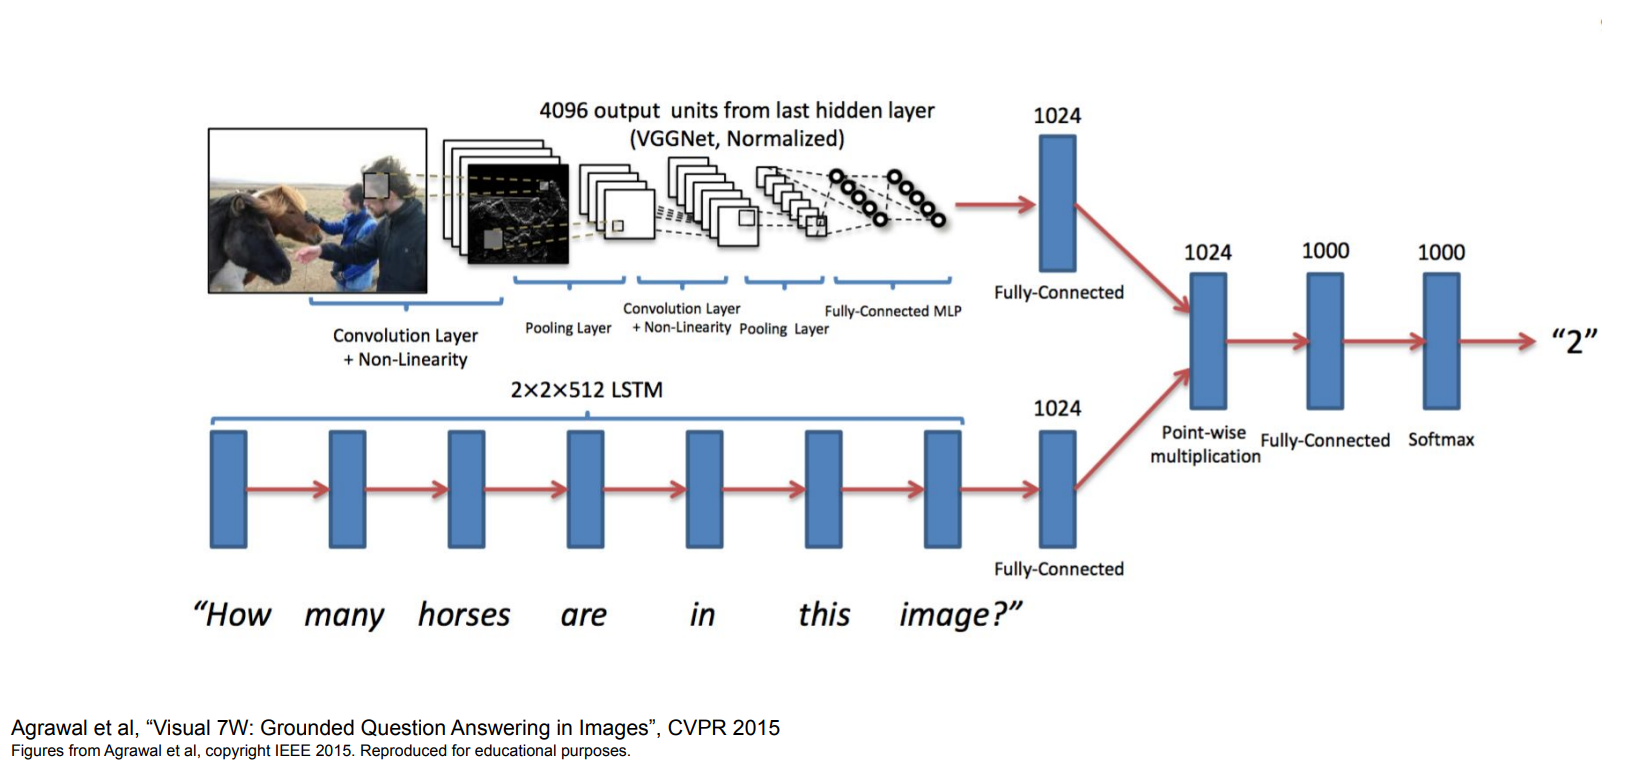 4096 output units from last hidden layer
(VGGNet, Normalized)
1024
Fully-Connected
Convolution Layer
+ Non-Linearity
Pooling Layer
Convolution Layer
+ Non-Linearity
Pooling Layer
Fully-Connected MLP
2×2×512 LSTM
1024
Fully-Connected
1024
Point-wise
multiplication
1000
Fully-Connected
1000
Softmax
“2”
“How many horses are in this image?”
Agrawal et al, “Visual 7W: Grounded Question Answering in Images”, CVPR 2015
Figures from Agrawal et al, copyright IEEE 2015. Reproduced for educational purposes.